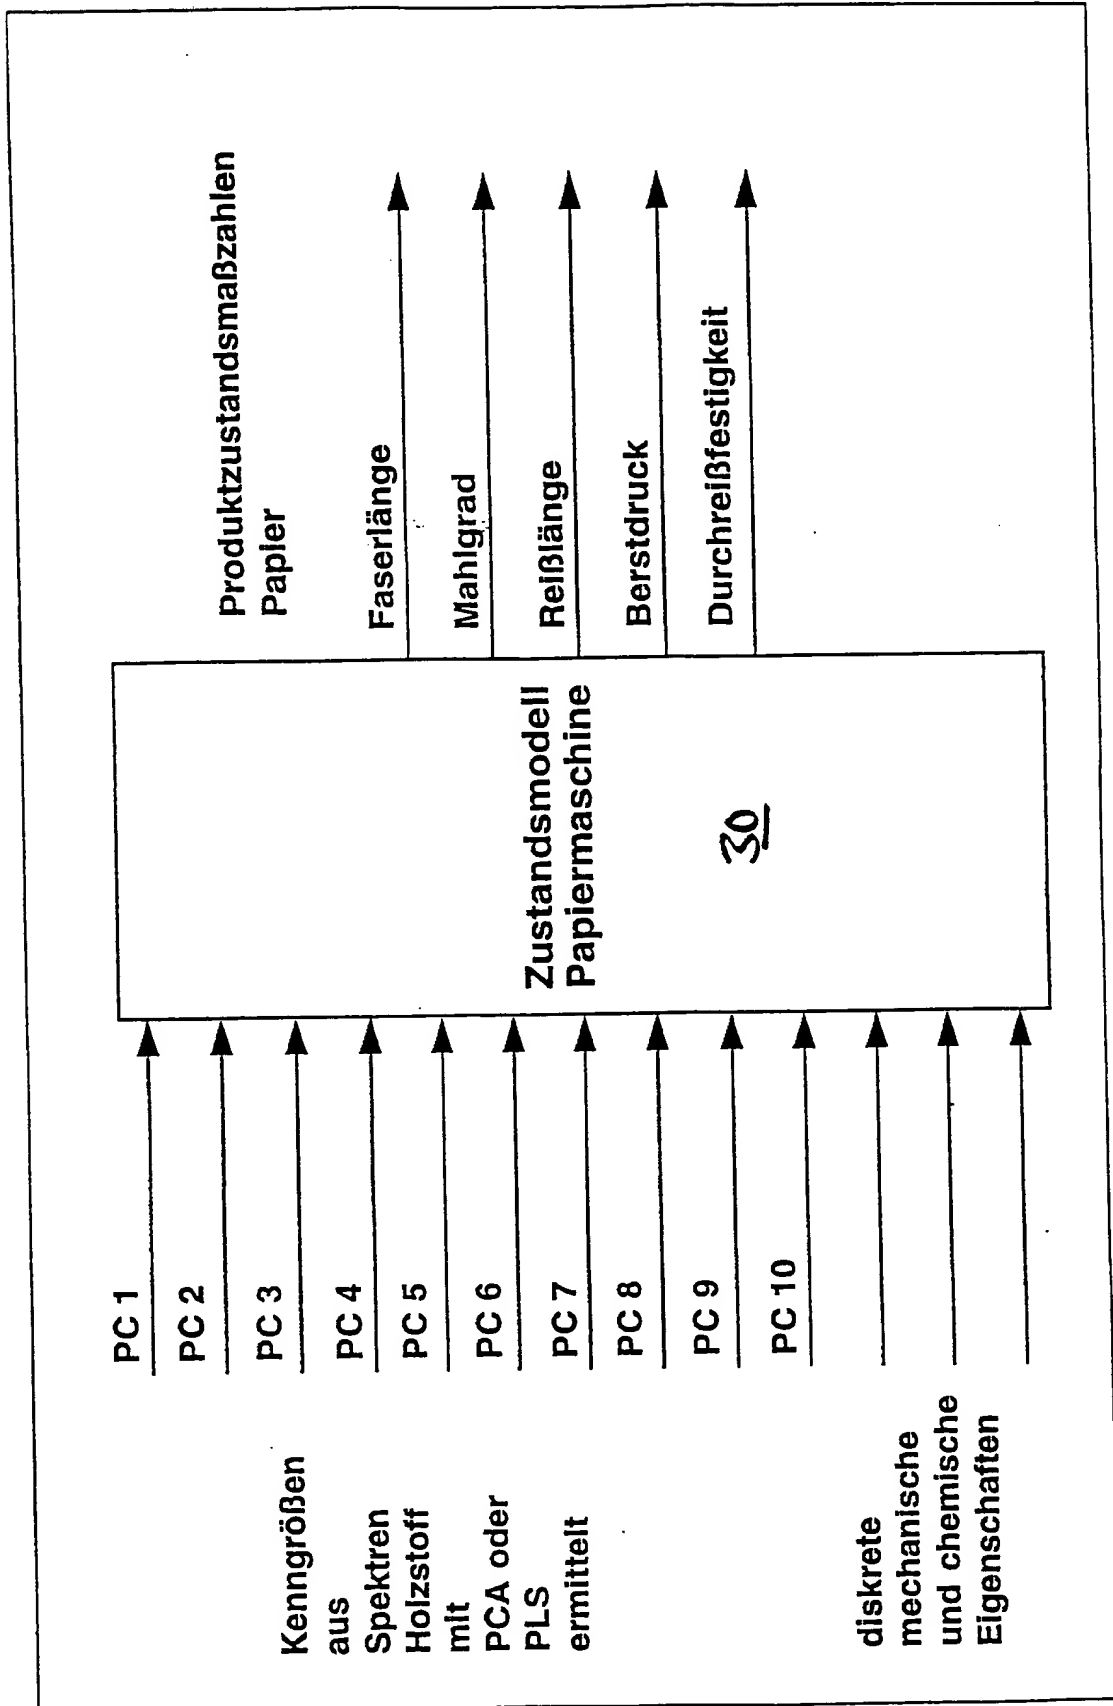 PC 1
PC 2
PC 3
PC 4
PC 5
PC 6
PC 7
PC 8
PC 9
PC 10
Kenngrößen
aus
Spektren
Holzstoff
mit
PCA oder
PLS
ermittelt
diskrete
mechanische
und chemische
Eigenschaften
Zustandsmodell
Papiermaschine
30
Produktzustandsmaßzahlen
Papier
Faserlänge
Mahlgrad
Reißlänge
Berstdruck
Durchreißfestigkeit